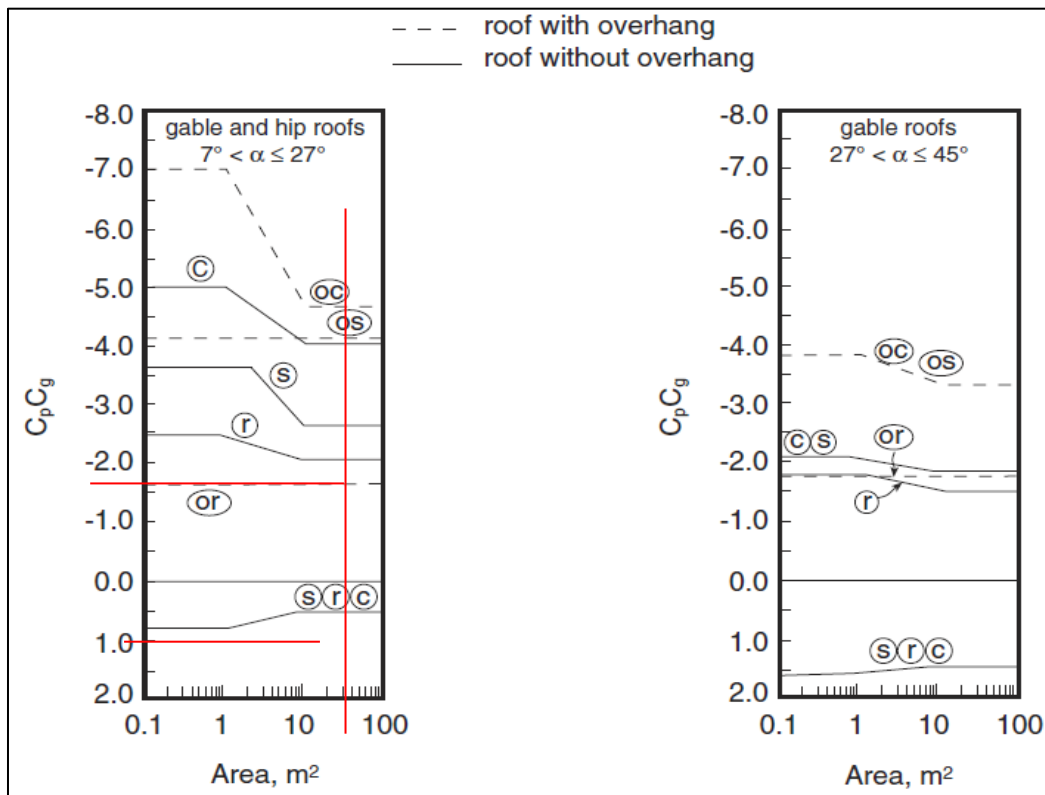 roof with overhang
roof without overhang
gable and hip roofs
7° < α ≤ 27°
-8.0
-7.0
-6.0
-5.0
-4.0
-3.0
-2.0
-1.0
0.0
1.0
2.0
CpCg
c
oc
os
s
r
or
s r c
0.1 1 10 100
Area, m²
gable roofs
27° < α ≤ 45°
-8.0
-7.0
-6.0
-5.0
-4.0
-3.0
-2.0
-1.0
0.0
1.0
2.0
CpCg
oc os
c s
or
r
s r c
0.1 1 10 100
Area, m²